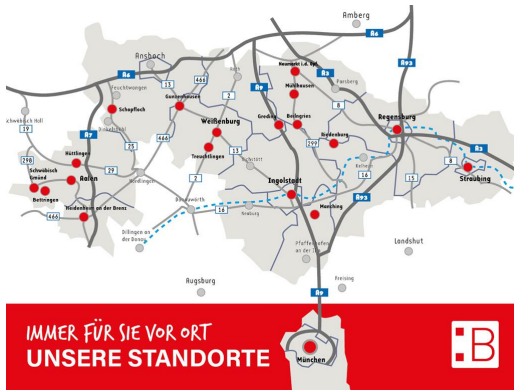 Amberg
A6
A93
Ansbach
A6
466
Roth
Neumarkt i.d. Opf.
A3
Parsberg
13
A9
Feuchtwangen
Gunzenhausen
2
Mühlhausen
8
Regensburg
Schopfloch
Weißenburg
Greding
Beilngries
Schwäbisch Hall
19
A7
Dinkelsbühl
25
466
Riedenburg
299
A3
Treuchtlingen
13
Hüttlingen
298
Eichstätt
Kelheim
8
Schwäbisch Gmünd
Aalen
29
Nördlingen
2
16
15
Straubing
Bettringen
Ingolstadt
Donauwörth
16
A93
466
Heidenheim an der Brenz
Neuburg
Manching
Dillingen
an der Donau
Pfaffenhofen
an der Ilm
Landshut
Augsburg
Freising
A9
IMMER FÜR SIE VOR ORT
UNSERE STANDORTE
München
:B